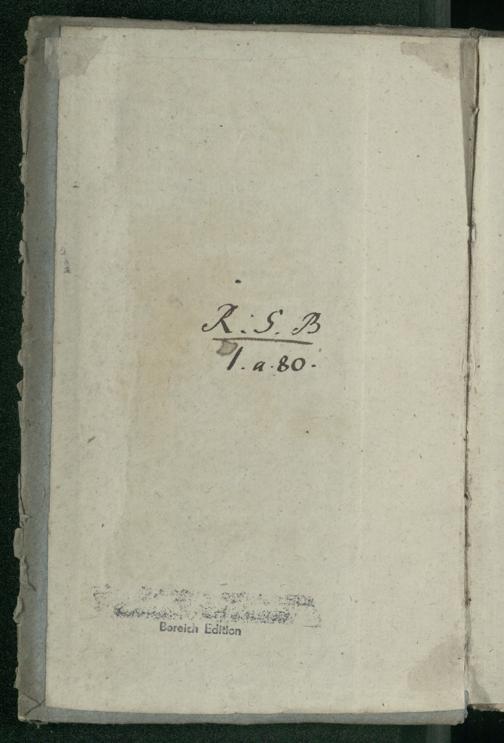 R. S. B
1. a. 80.
Bereich Edition